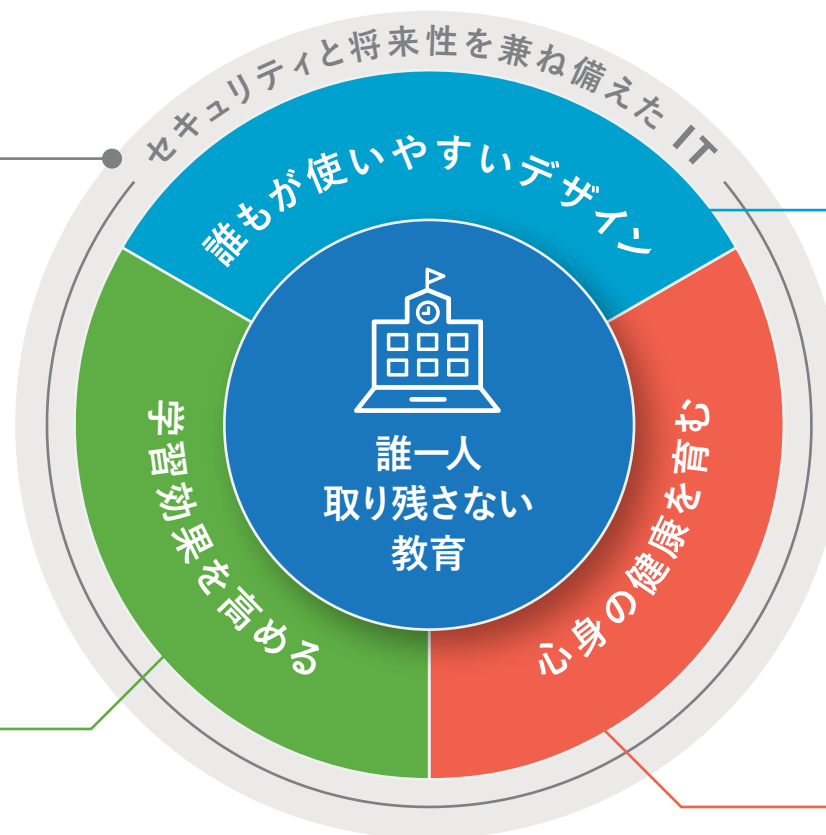 セキュリティと将来性を兼ね備えた IT
誰もが使いやすいデザイン
学習効果を高める
心身の健康を育む
誰一人
取り残さない
教育